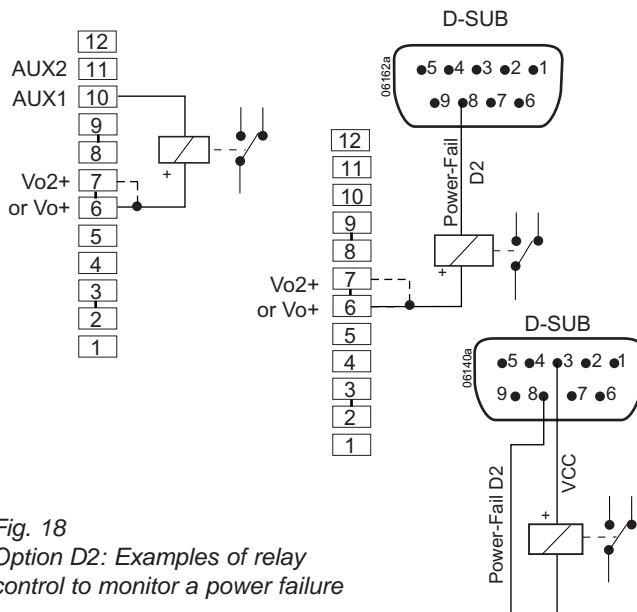 12
AUX2 11
AUX1 10
9
8
Vo2+ 7
or Vo+ 6
5
4
3
2
1
+
D-SUB
06162a
5 4 3 2 1
9 8 7 6
Power-Fail
D2
12
11
10
9
8
Vo2+ 7
or Vo+ 6
5
4
3
2
1
+
D-SUB
06140a
5 4 3 2 1
9 8 7 6
Power-Fail D2
VCC
+
Fig. 18
Option D2: Examples of relay
control to monitor a power failure